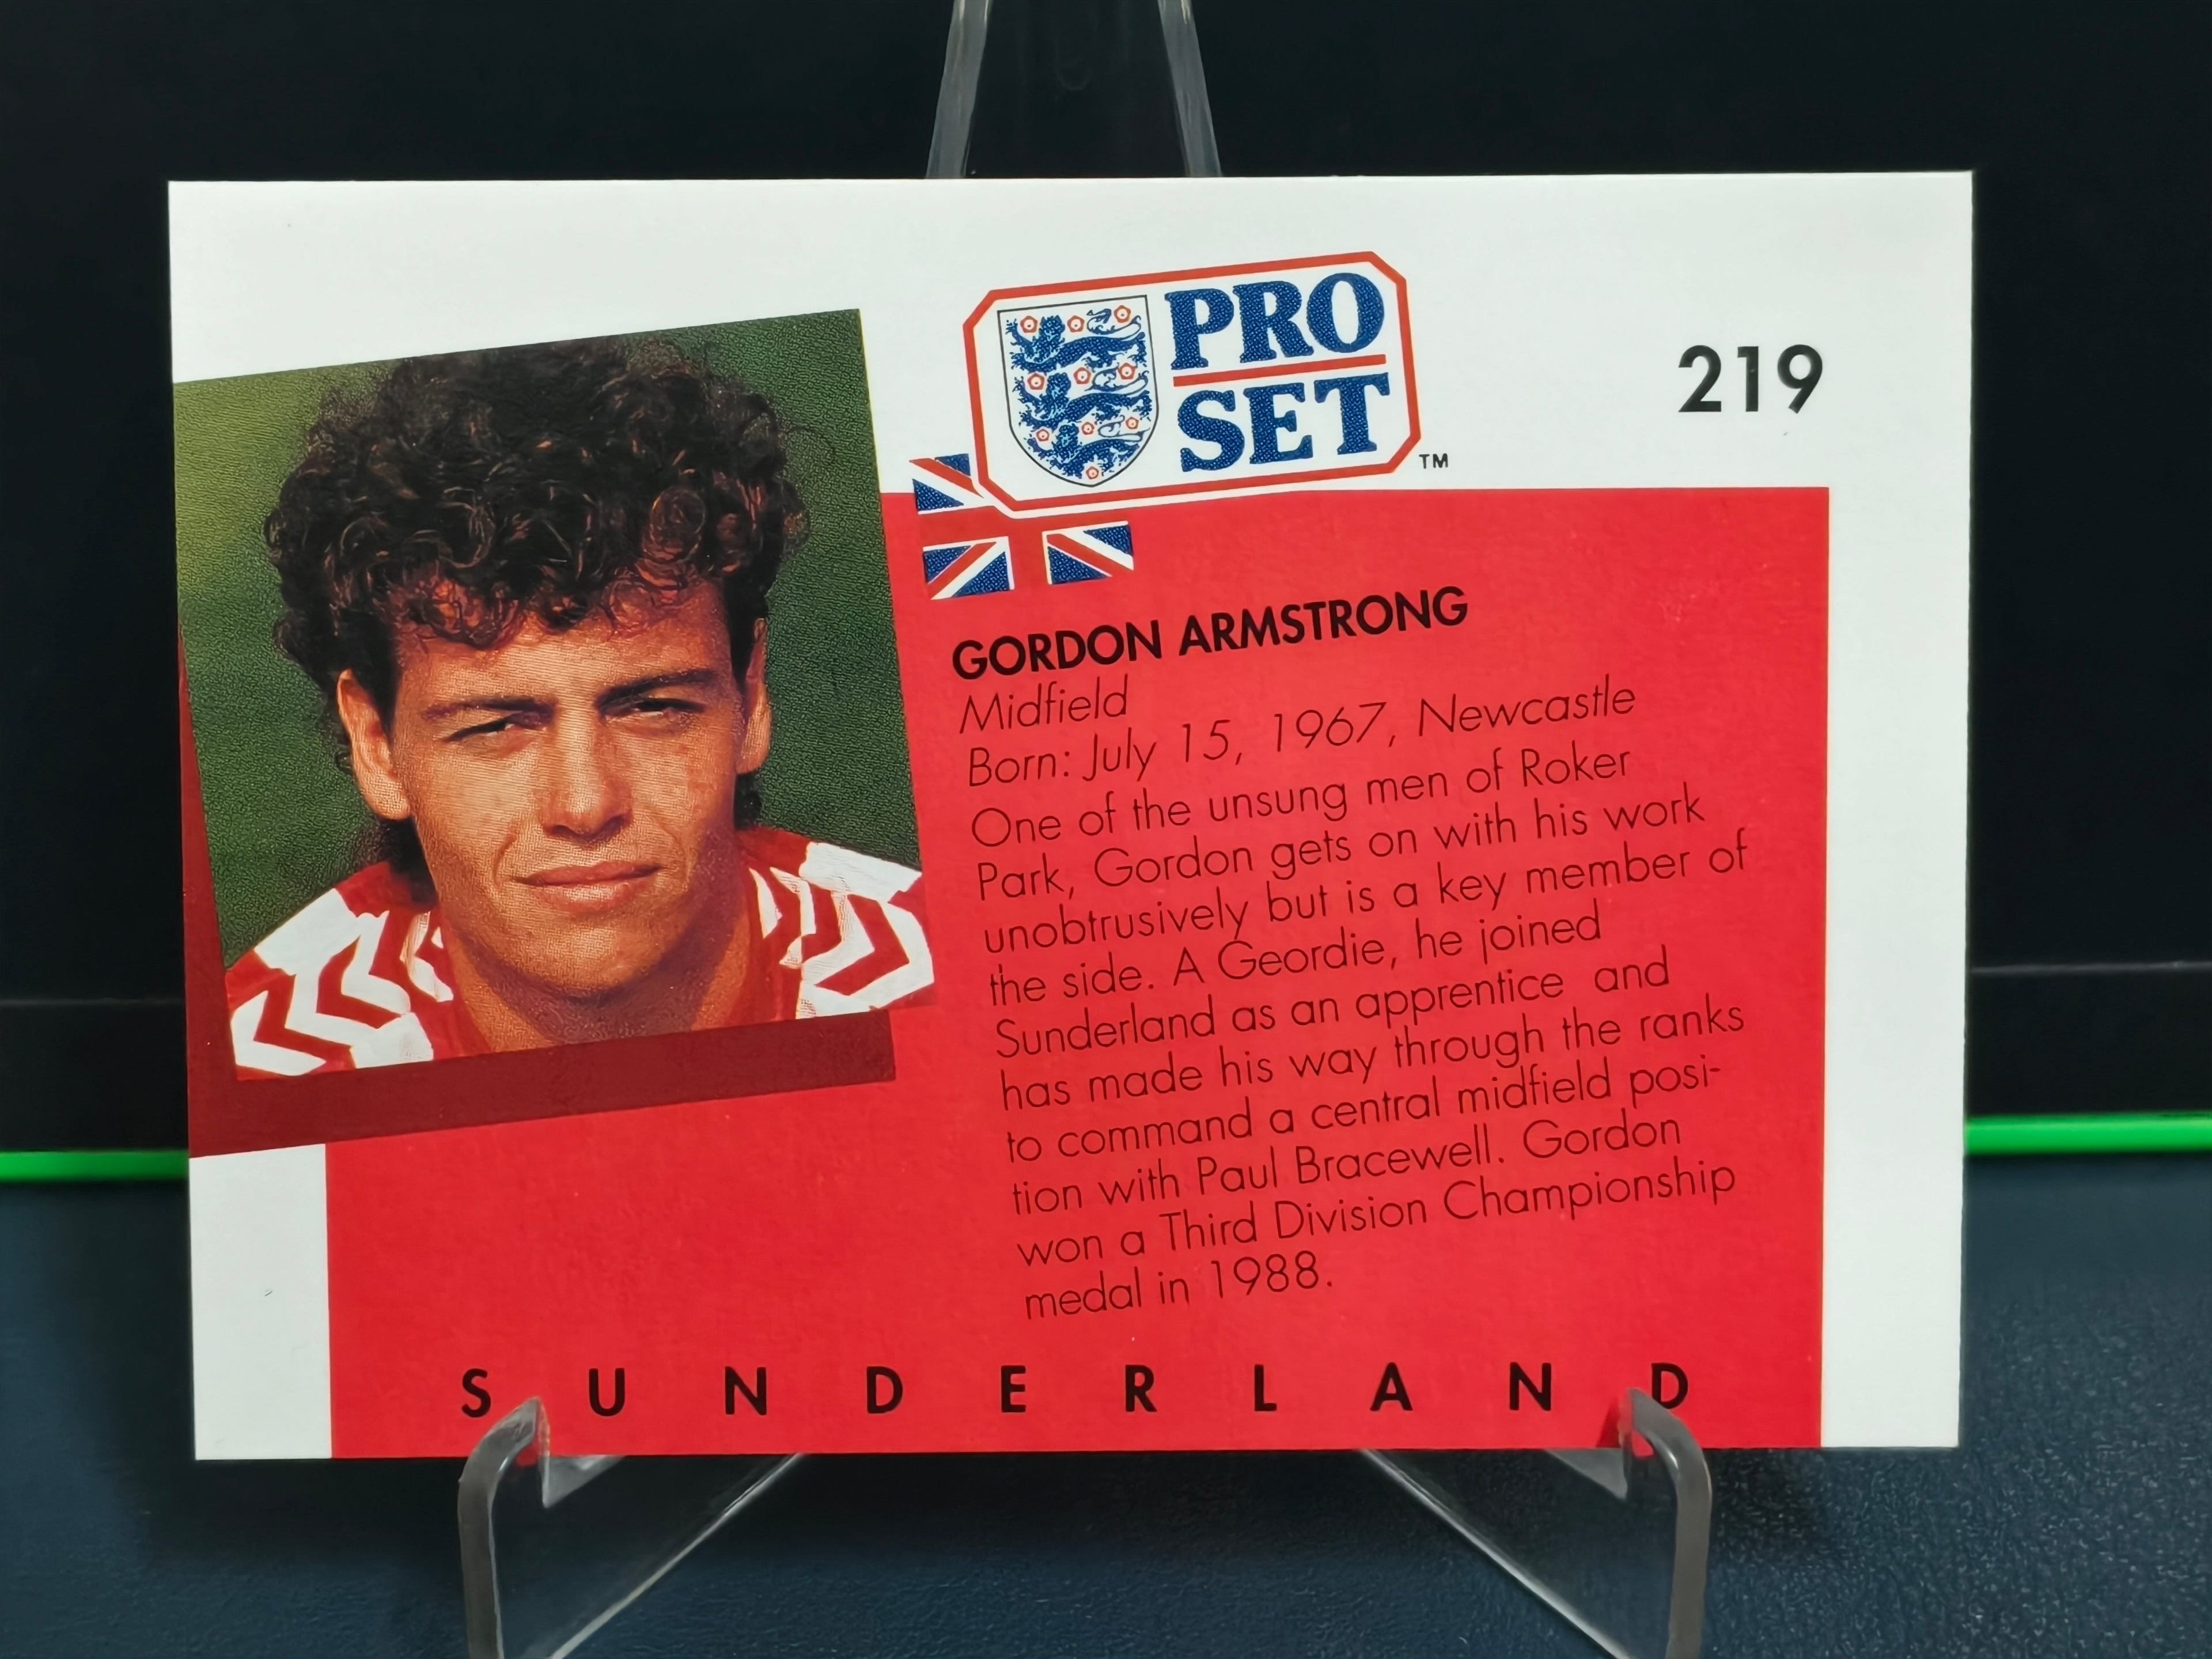 PRO
SET
TM
219
GORDON ARMSTRONG
Midfield
Born: July 15, 1967, Newcastle
One of the unsung men of Roker
Park, Gordon gets on with his work
unobtrusively but is a key member of
the side. A Geordie, he joined
Sunderland as an apprentice and
has made his way through the ranks
to command a central midfield posi-
tion with Paul Bracewell. Gordon
won a Third Division Championship
medal in 1988.
SUNDERLAND